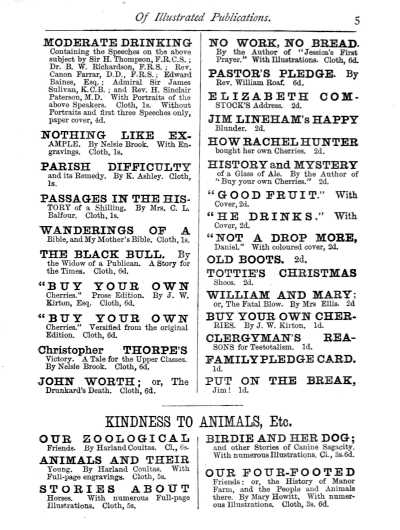 Of Illustrated Publications. 5
MODERATE DRINKING
Containing the Speeches on the above
subject by Sir H. Thompson, F.R.C.S.;
Dr. B. W. Richardson, F.R.S.; Rev.
Canon Farrar, D.D., F.R.S.; Edward
Baines, Esq.; Admiral Sir James
Sullivan, K.C.B.; and Rev. H. Sinclair
Paterson, M.D. With Portraits of the
above Speakers. Cloth, 1s. Without
Portraits and first three Speeches only,
paper cover, 4d.
NOTHING LIKE EX-
AMPLE. By Nelsie Brook. With En-
gravings. Cloth, 1s.
PARISH DIFFICULTY
and its Remedy. By K. Ashley. Cloth,
1s.
PASSAGES IN THE HIS-
TORY of a Shilling. By Mrs. C. L.
Balfour. Cloth, 1s.
WANDERINGS OF A
Bible, and My Mother's Bible. Cloth, 1s.
THE BLACK BULL. By
the Widow of a Publican. A Story for
the Times. Cloth, 6d.
"BUY YOUR OWN
Cherries." Prose Edition. By J. W.
Kirton, Esq. Cloth, 6d.
"BUY YOUR OWN
Cherries." Versified from the original
Edition. Cloth, 6d.
Christopher THORPE'S
Victory. A Tale for the Upper Classes.
By Nelsie Brook. Cloth, 6d.
JOHN WORTH; or, The
Drunkard's Death. Cloth, 6d.
NO WORK, NO BREAD.
By the Author of "Jessica's First
Prayer." With Illustrations. Cloth, 6d.
PASTOR'S PLEDGE. By
Rev. William Roaf. 6d.
ELIZABETH COM-
STOCK'S Address. 2d.
JIM LINEHAM'S HAPPY
Blunder. 2d.
HOW RACHEL HUNTER
bought her own Cherries. 2d.
HISTORY and MYSTERY
of a Glass of Ale. By the Author of
"Buy your own Cherries." 2d.
"GOOD FRUIT." With
Cover, 2d.
"HE DRINKS." With
Cover, 2d.
"NOT A DROP MORE,
Daniel." With coloured cover, 2d.
OLD BOOTS. 2d.
TOTTIE'S CHRISTMAS
Shoes. 2d.
WILLIAM AND MARY:
or, The Fatal Blow. By Mrs Ellis. 2d
BUY YOUR OWN CHER-
RIES. By J. W. Kirton, 1d.
CLERGYMAN'S REA-
SONS for Teetotalism. 1d.
FAMILY PLEDGE CARD.
1d.
PUT ON THE BREAK,
Jim! 1d.
KINDNESS TO ANIMALS, Etc.
OUR ZOOLOGICAL
Friends. By Harland Coultas. Cl., 6s.
ANIMALS AND THEIR
Young. By Harland Coultas. With
Full-page engravings. Cloth, 5s.
STORIES ABOUT
Horses. With numerous Full-page
Illustrations. Cloth, 5s.
BIRDIE AND HER DOG;
and other Stories of Canine Sagacity.
With numerous Illustrations. Cl., 3s. 6d.
OUR FOUR-FOOTED
Friends: or, the History of Manor
Farm, and the People and Animals
there. By Mary Howitt, With numer-
ous Illustrations. Cloth, 3s. 6d.